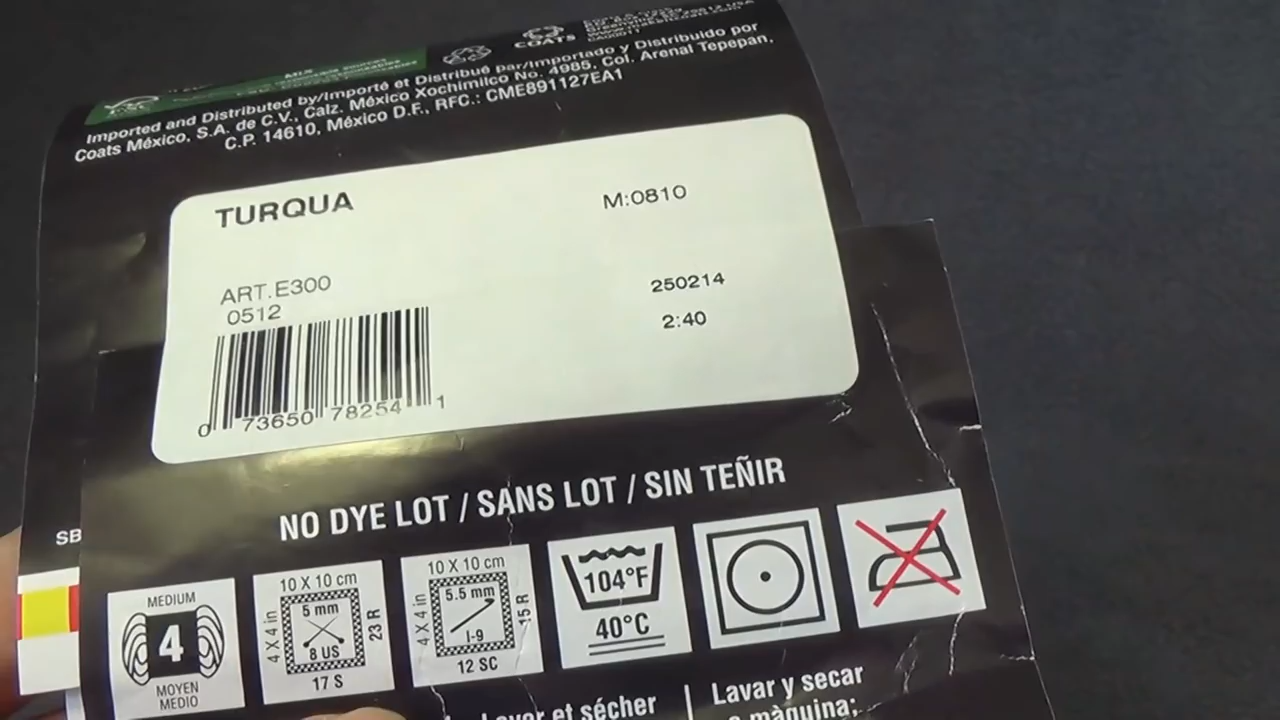 COATS
Imported and Distributed by/Importé et Distribué par/Importado y Distribuido por
Coats México, S.A. de C.V., Calz. México Xochimilco No. 4985, Col. Arenal Tepepan,
C.P. 14610, México D.F., RFC.: CME891127EA1
TURQUA
M:0810
ART.E300
250214
0512
2:40
0 73650 78254 1
NO DYE LOT / SANS LOT / SIN TEÑIR
SB
MEDIUM
4
MOYEN
MEDIO
10 X 10 cm
4 X 4 in
5 mm
8 US
23 R
17 S
10 X 10 cm
4 X 4 in
5.5 mm
I-9
15 R
12 SC
104°F
40°C
et sécher
Lavar y secar
a màquina;